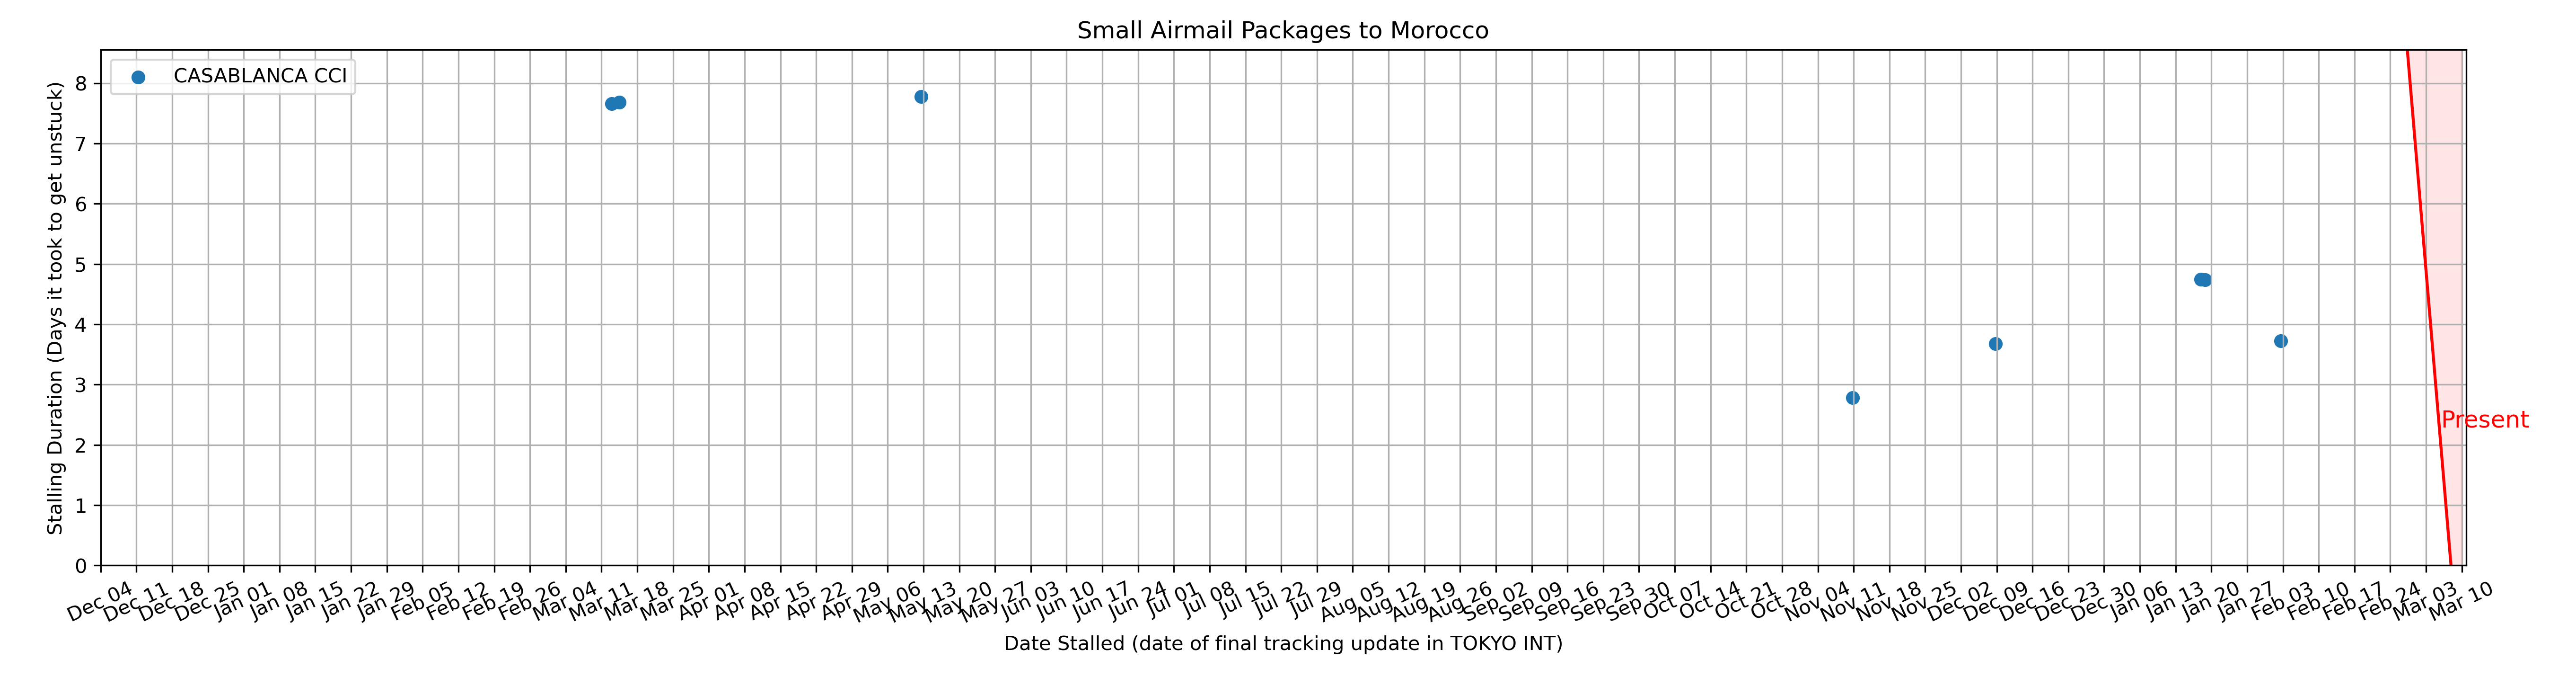 Small Airmail Packages to Morocco
CASABLANCA CCI
Stalling Duration (Days it took to get unstuck)
8
7
6
5
4
3
2
1
0
Present
Dec 04 Dec 11 Dec 18 Dec 25 Jan 01 Jan 08 Jan 15 Jan 22 Jan 29 Feb 05 Feb 12 Feb 19 Feb 26 Mar 04 Mar 11 Mar 18 Mar 25 Apr 01 Apr 08 Apr 15 Apr 22 Apr 29 May 06 May 13 May 20 May 27 Jun 03 Jun 10 Jun 17 Jun 24 Jul 01 Jul 08 Jul 15 Jul 22 Jul 29 Aug 05 Aug 12 Aug 19 Aug 26 Sep 02 Sep 09 Sep 16 Sep 23 Sep 30 Oct 07 Oct 14 Oct 21 Oct 28 Nov 04 Nov 11 Nov 18 Nov 25 Dec 02 Dec 09 Dec 16 Dec 23 Dec 30 Jan 06 Jan 13 Jan 20 Jan 27 Feb 03 Feb 10 Feb 17 Feb 24 Mar 03 Mar 10
Date Stalled (date of final tracking update in TOKYO INT)